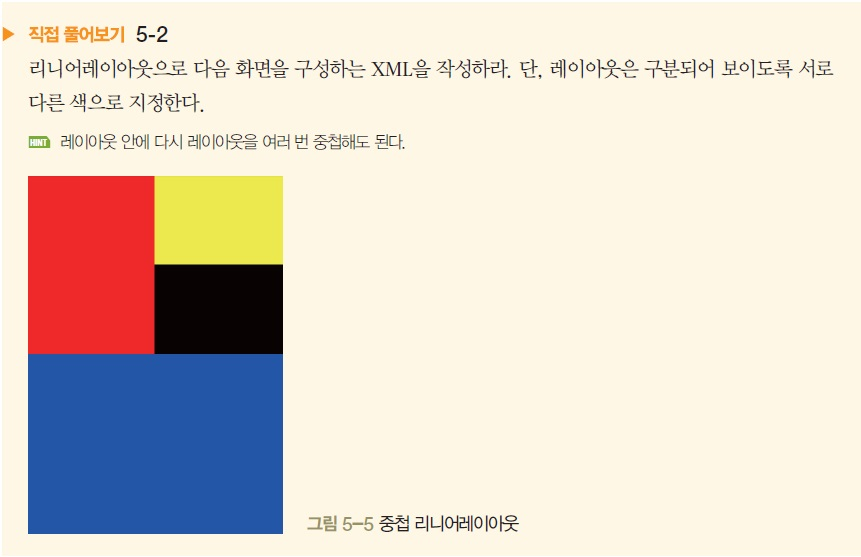 ▶ 직접 풀어보기 5-2
리니어레이아웃으로 다음 화면을 구성하는 XML을 작성하라. 단, 레이아웃은 구분되어 보이도록 서로
다른 색으로 지정한다.
HINT 레이아웃 안에 다시 레이아웃을 여러 번 중첩해도 된다.
그림 5-5 중첩 리니어레이아웃